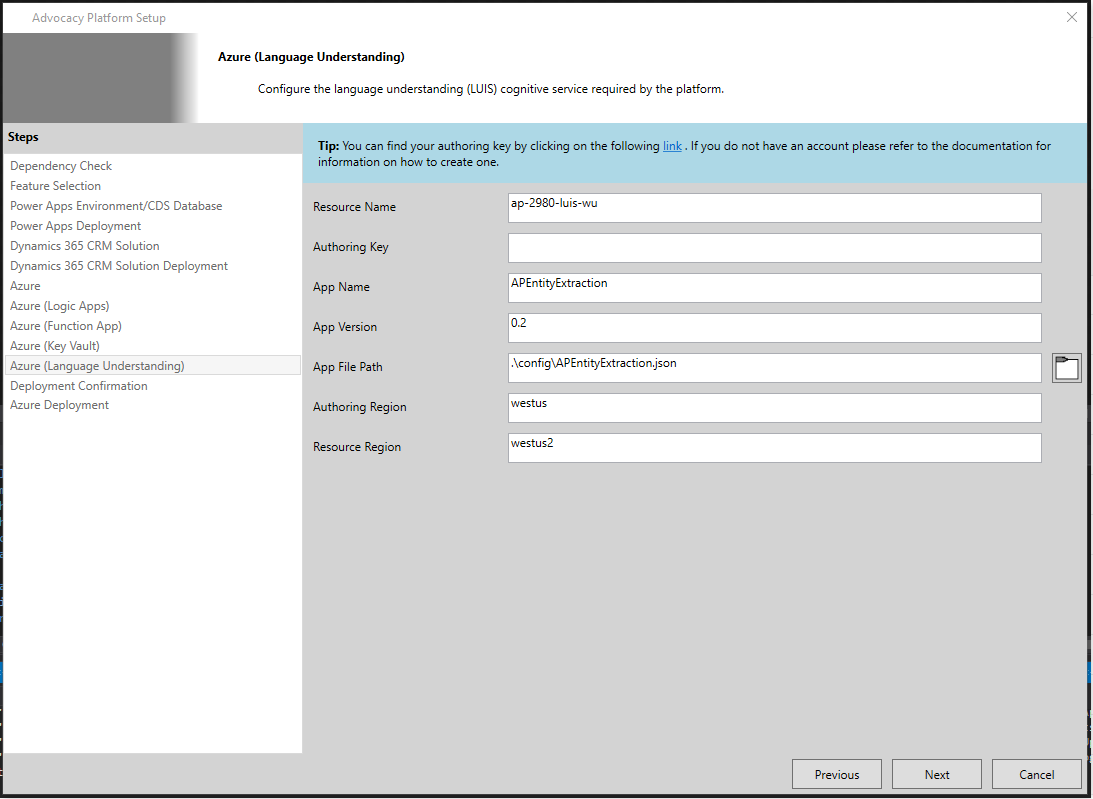 Advocacy Platform Setup
Azure (Language Understanding)
Configure the language understanding (LUIS) cognitive service required by the platform.
Steps
Dependency Check
Feature Selection
Power Apps Environment/CDS Database
Power Apps Deployment
Dynamics 365 CRM Solution
Dynamics 365 CRM Solution Deployment
Azure
Azure (Logic Apps)
Azure (Function App)
Azure (Key Vault)
Azure (Language Understanding)
Deployment Confirmation
Azure Deployment
Tip: You can find your authoring key by clicking on the following link . If you do not have an account please refer to the documentation for
information on how to create one.
Resource Name ap-2980-luis-wu
Authoring Key
App Name APEntityExtraction
App Version 0.2
App File Path .\config\APEntityExtraction.json
Authoring Region westus
Resource Region westus2
Previous Next Cancel